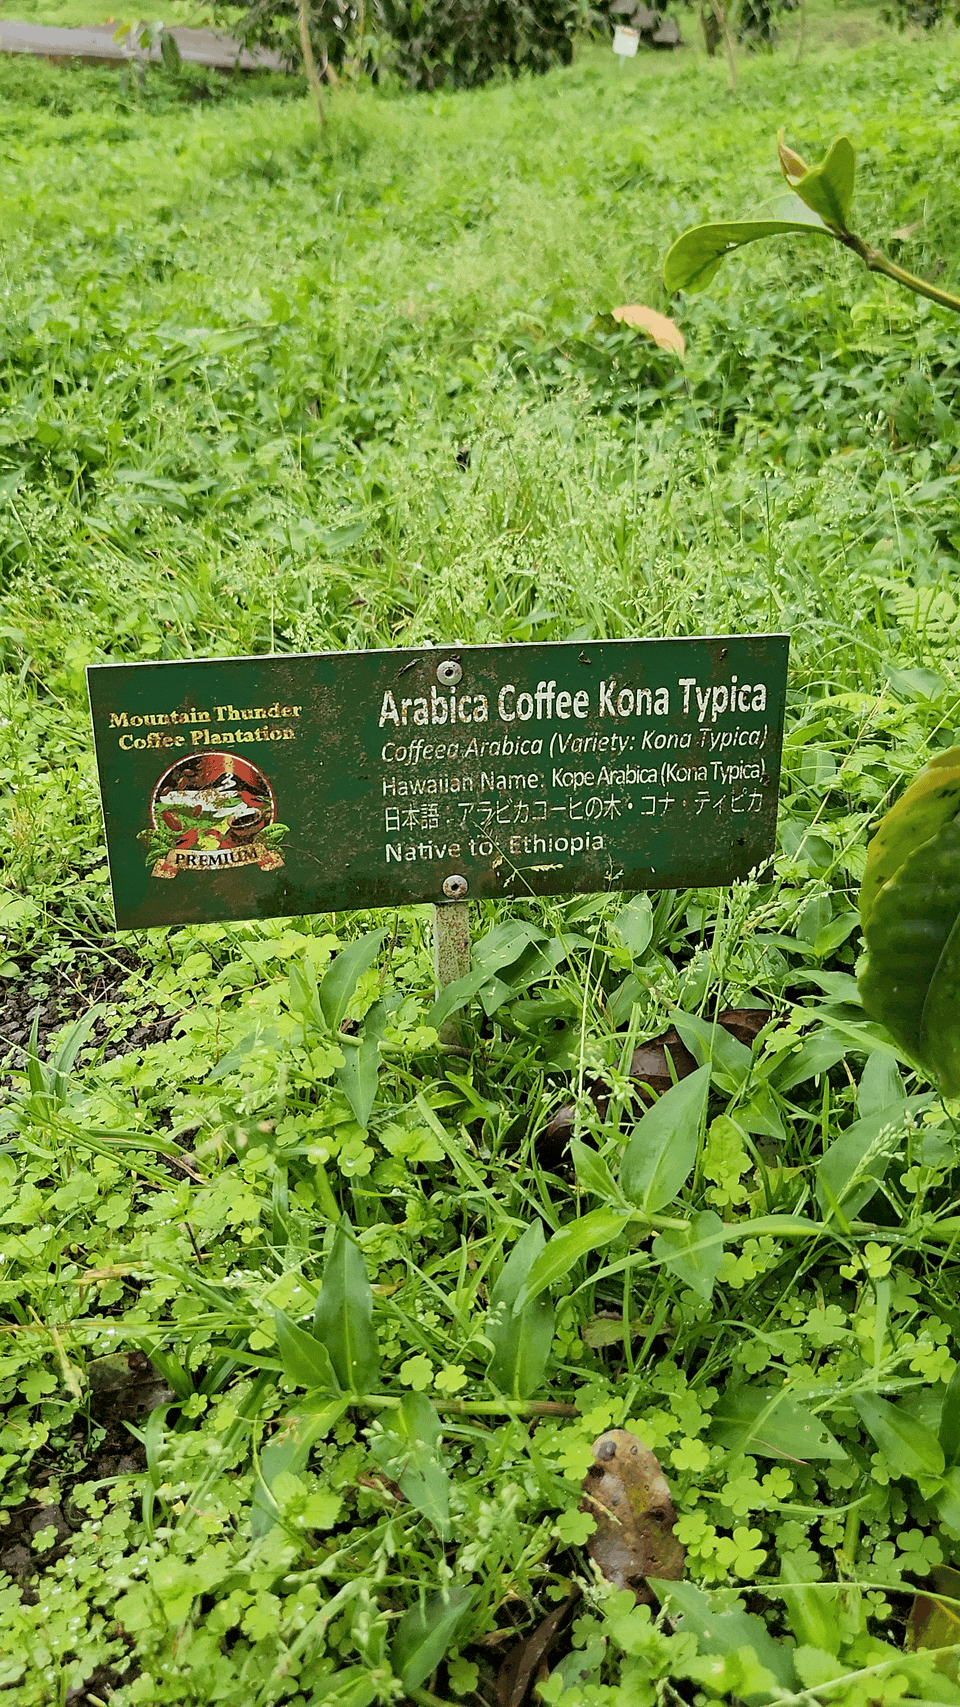 Mountain Thunder
Coffee Plantation
PREMIUM
Arabica Coffee Kona Typica
Coffeea Arabica (Variety: Kona Typica)
Hawaiian Name: Kope Arabica (Kona Typica)
日本語：アラビカコーヒの木・コナ・ティピカ
Native to: Ethiopia